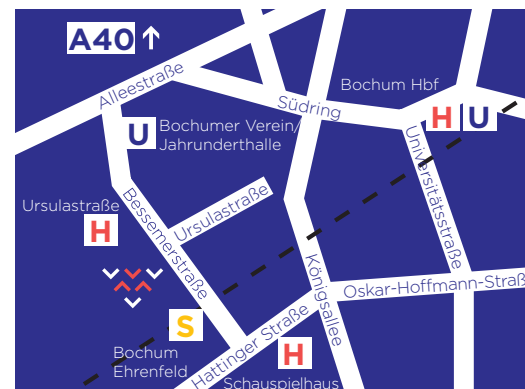 A40
Alleestraße
Bochum Hbf
Südring
H U
U
Bochumer Verein/
Jahrunderthalle
Universitätsstraße
Ursulastraße
H
Bessemerstraße
Ursulastraße
Königsallee
Oskar-Hoffmann-Straß
S
Bochum
Ehrenfeld
Hattinger Straße
H
Schauspielhaus